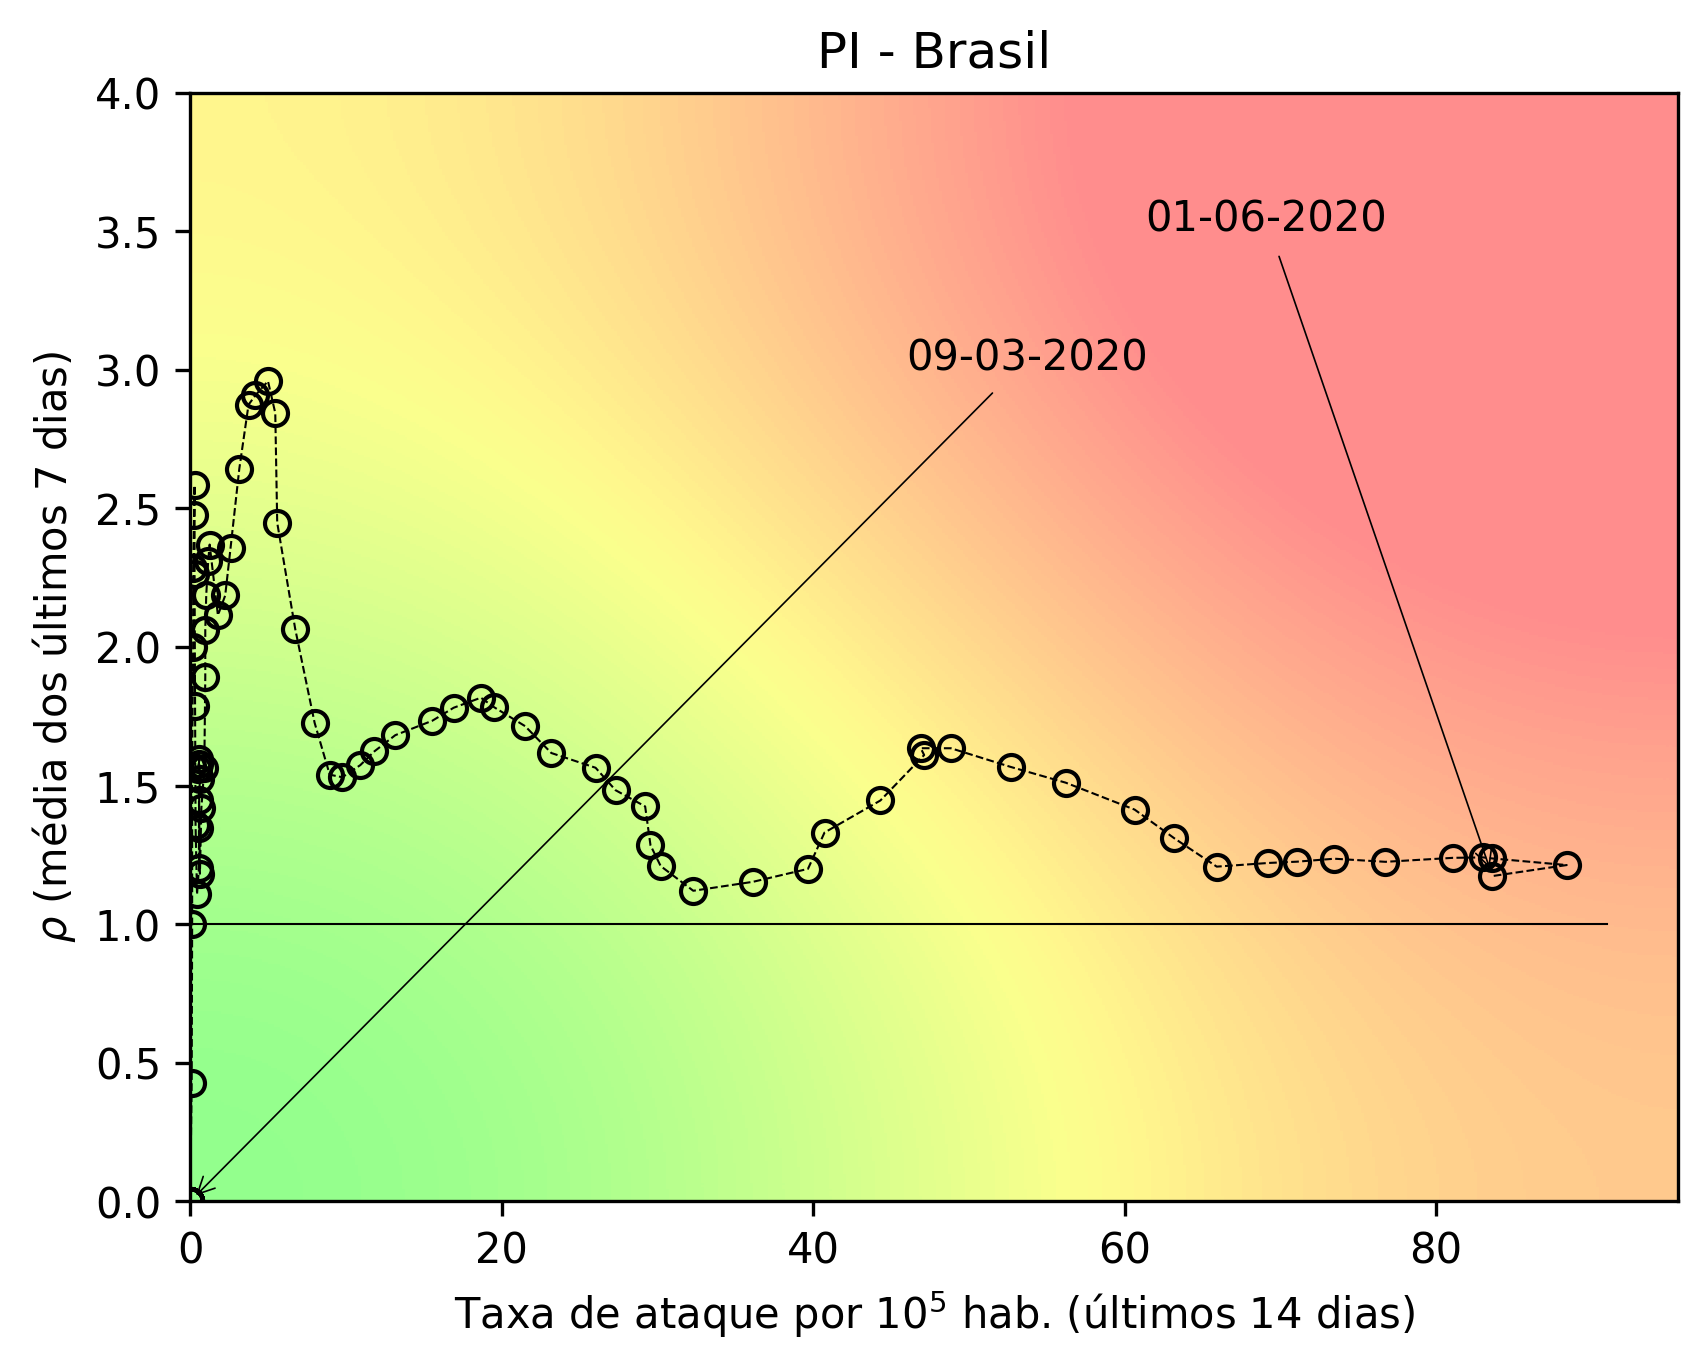 PI - Brasil
4.0
3.5
3.0
2.5
2.0
1.5
1.0
0.5
0.0
ρ (média dos últimos 7 dias)
01-06-2020
09-03-2020
0 20 40 60 80
Taxa de ataque por 10⁵ hab. (últimos 14 dias)